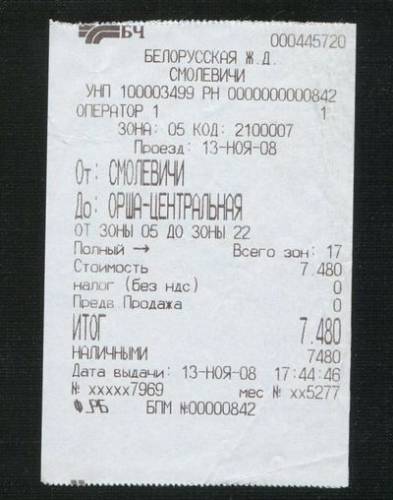 БЧ
000445720
БЕЛОРУССКАЯ Ж.Д.
СМОЛЕВИЧИ
УНП 100003499 РН 0000000000842
ОПЕРАТОР 1 1
ЗОНА: 05 КОД: 2100007
Проезд: 13-НОЯ-08
От: СМОЛЕВИЧИ
До: ОРША-ЦЕНТРАЛЬНАЯ
ОТ ЗОНЫ 05 ДО ЗОНЫ 22
Полный → Всего зон: 17
Стоимость 7.480
налог (без ндс) 0
Предв Продажа 0
ИТОГ 7.480
НАЛИЧНЫМИ 7480
Дата выдачи: 13-НОЯ-08 17:44:46
№ xxxxx7969 мес № xx5277
РБ БПМ №00000842